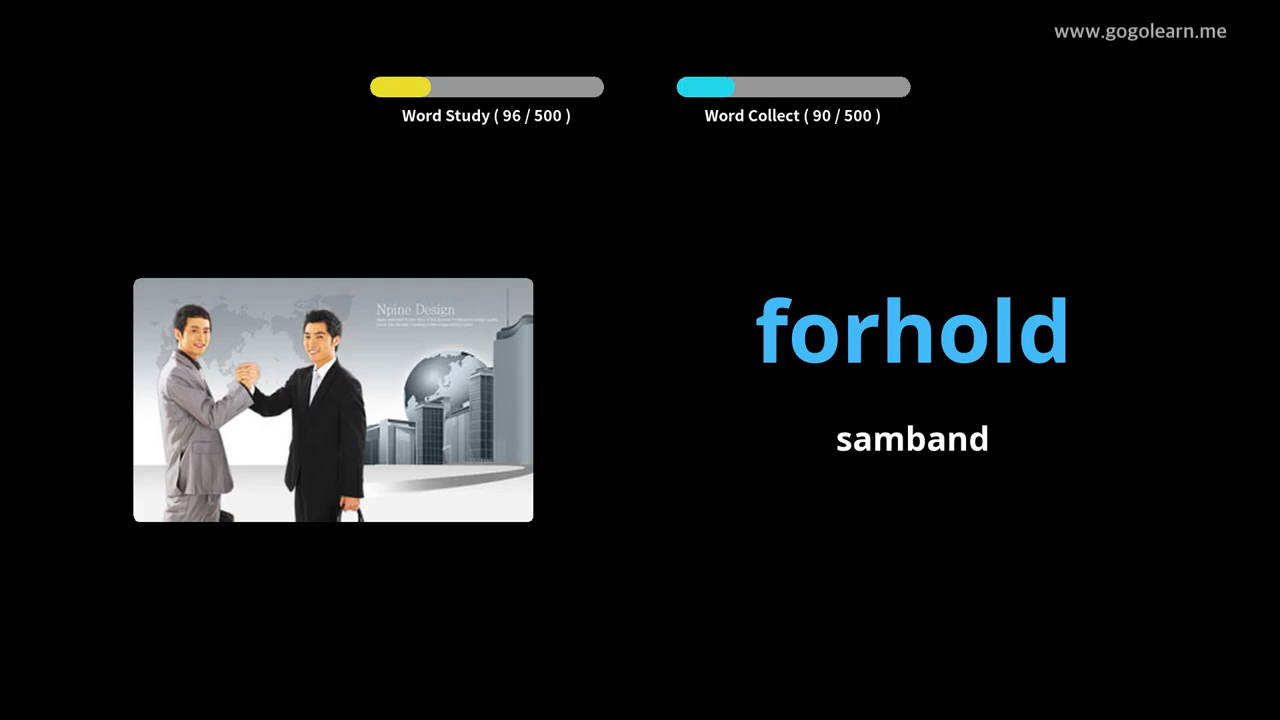 www.gogolearn.me
Word Study ( 96 / 500 )
Word Collect ( 90 / 500 )
Npine Design
forhold
samband